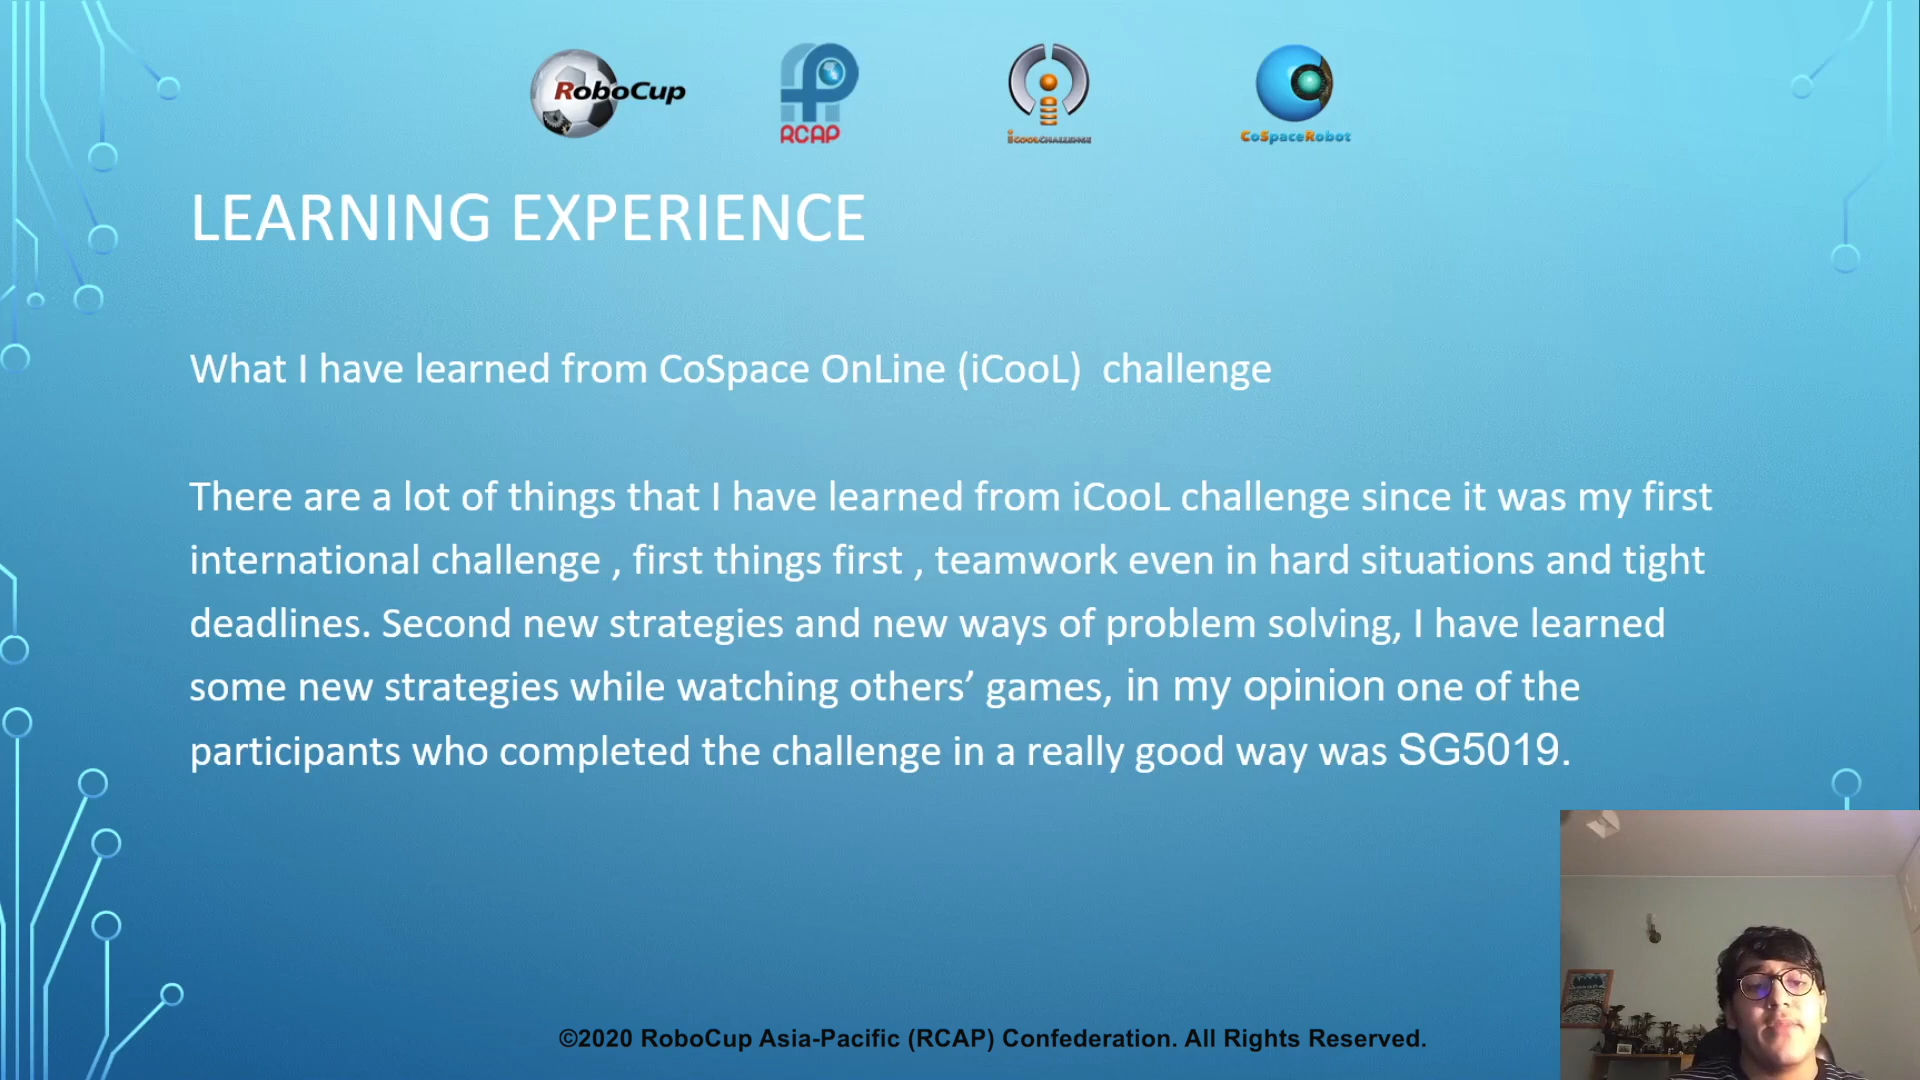 RoboCup
RCAP
iCOOLCHALLENGE
CoSpaceRobot
LEARNING EXPERIENCE
What I have learned from CoSpace OnLine (iCooL)  challenge
There are a lot of things that I have learned from iCooL challenge since it was my first
international challenge , first things first , teamwork even in hard situations and tight
deadlines. Second new strategies and new ways of problem solving, I have learned
some new strategies while watching others’ games, in my opinion one of the
participants who completed the challenge in a really good way was SG5019.
©2020 RoboCup Asia-Pacific (RCAP) Confederation. All Rights Reserved.